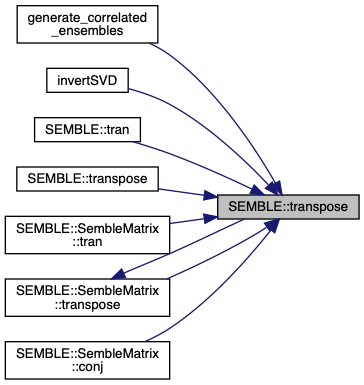 generate_correlated
_ensembles
invertSVD
SEMBLE::tran
SEMBLE::transpose
SEMBLE::transpose
SEMBLE::SembleMatrix
::tran
SEMBLE::SembleMatrix
::transpose
SEMBLE::SembleMatrix
::conj